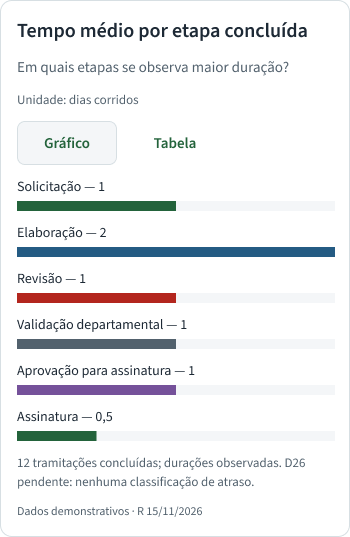 Tempo médio por etapa concluída
Em quais etapas se observa maior duração?
Unidade: dias corridos
Gráfico
Tabela
Solicitação — 1
Elaboração — 2
Revisão — 1
Validação departamental — 1
Aprovação para assinatura — 1
Assinatura — 0,5
12 tramitações concluídas; durações observadas. D26
pendente: nenhuma classificação de atraso.
Dados demonstrativos · R 15/11/2026